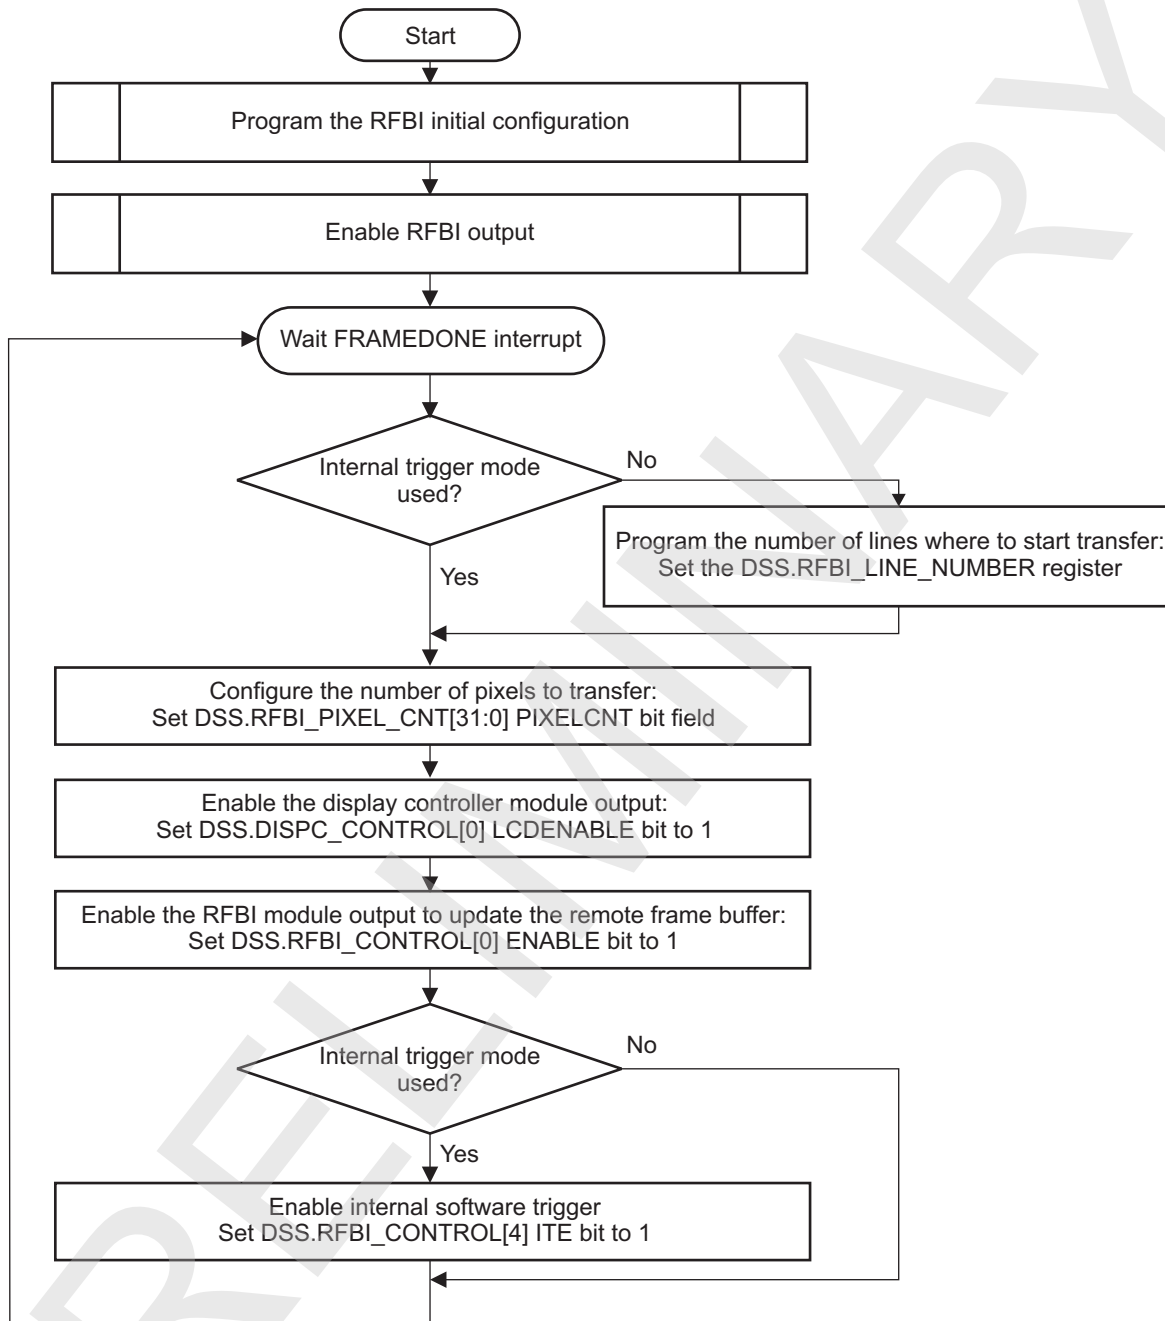 Start
Program the RFBI initial configuration
Enable RFBI output
Wait FRAMEDONE interrupt
Internal trigger mode
used?
No
Program the number of lines where to start transfer:
Set the DSS.RFBI_LINE_NUMBER register
Yes
Configure the number of pixels to transfer:
Set DSS.RFBI_PIXEL_CNT[31:0] PIXELCNT bit field
Enable the display controller module output:
Set DSS.DISPC_CONTROL[0] LCDENABLE bit to 1
Enable the RFBI module output to update the remote frame buffer:
Set DSS.RFBI_CONTROL[0] ENABLE bit to 1
Internal trigger mode
used?
No
Yes
Enable internal software trigger
Set DSS.RFBI_CONTROL[4] ITE bit to 1
PRELIMINARY